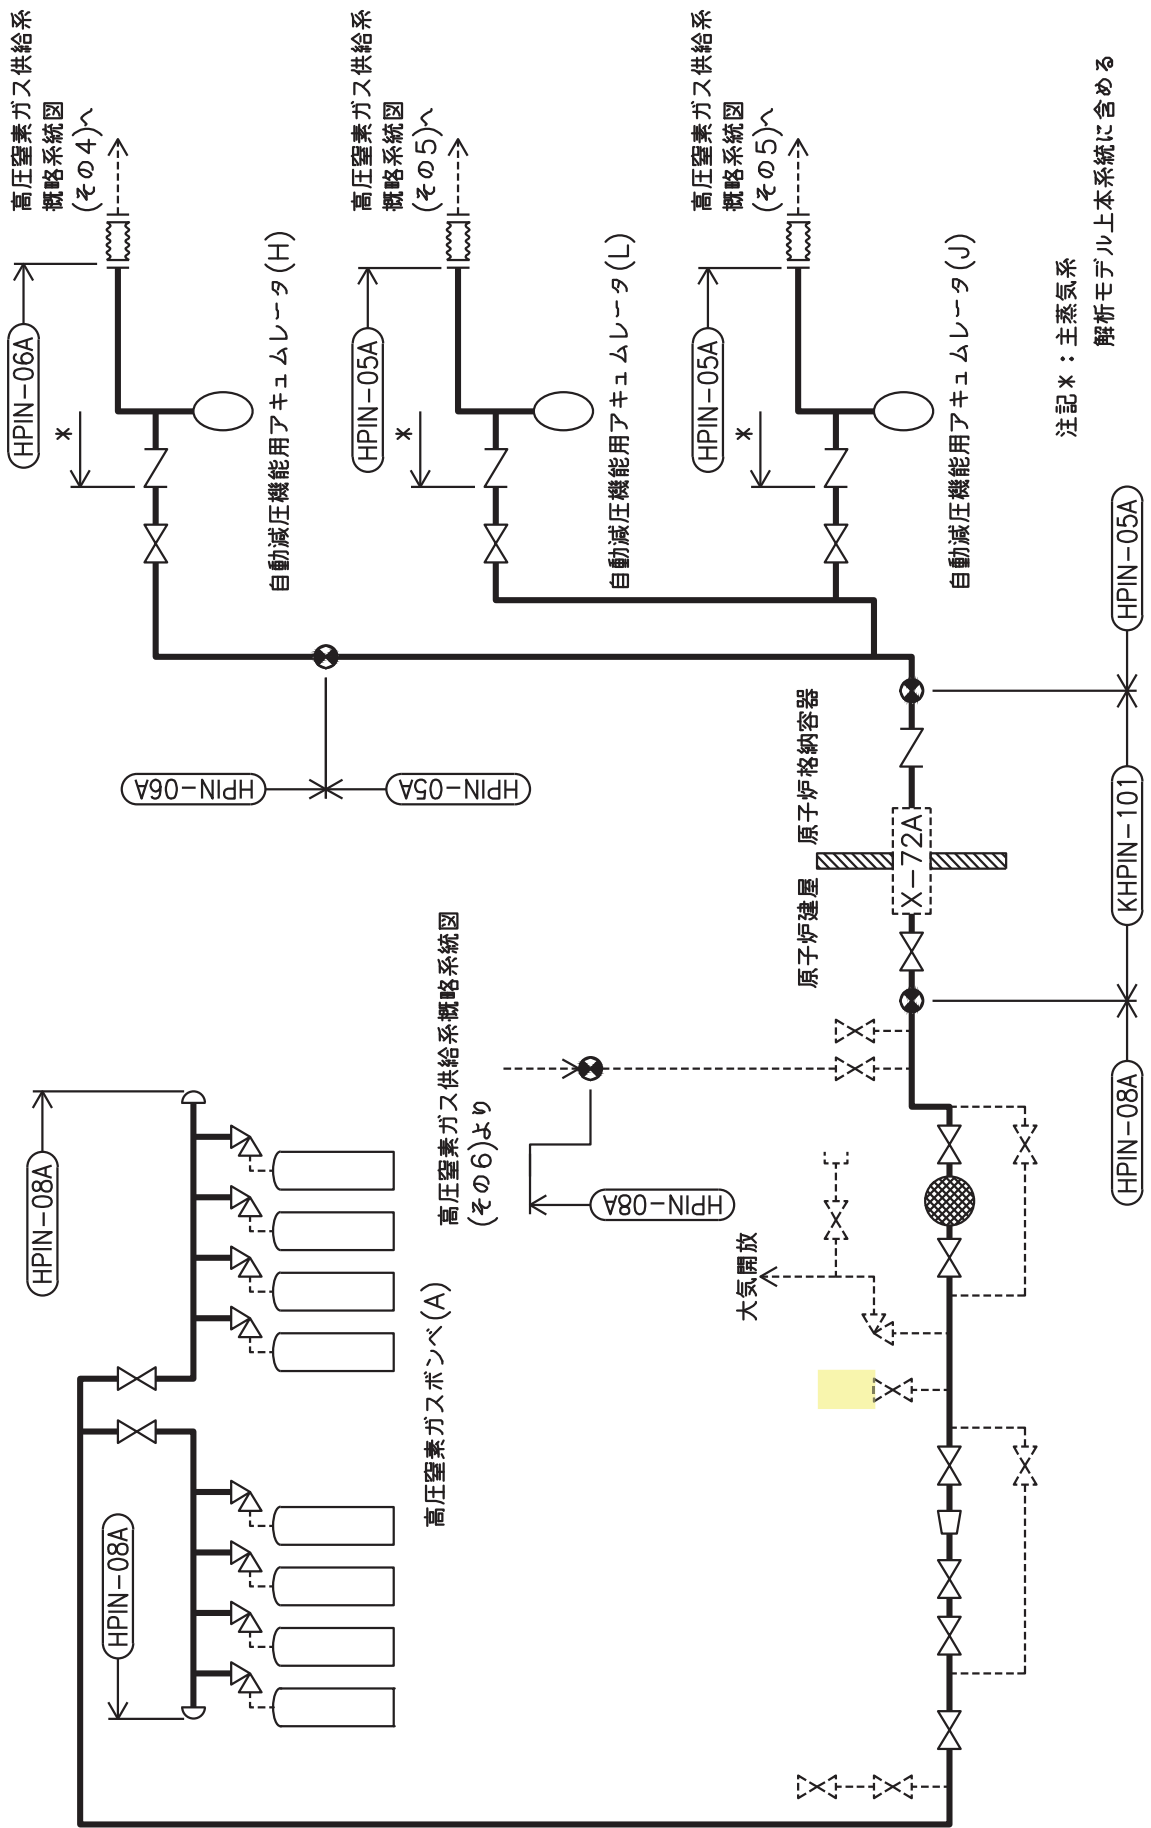 高圧窒素ガス供給系
概略系統図
(その4)へ
高圧窒素ガス供給系
概略系統図
(その5)へ
高圧窒素ガス供給系
概略系統図
(その5)へ
HPIN-06A
HPIN-05A
HPIN-05A
*
*
*
自動減圧機能用アキュムレータ(H)
自動減圧機能用アキュムレータ(L)
自動減圧機能用アキュムレータ(J)
注記*:主蒸気系
解析モデル上本系統に含める
HPIN-06A
HPIN-05A
原子炉格納容器
原子炉建屋
X-72A
HPIN-05A
KHPIN-101
HPIN-08A
高圧窒素ガス供給系概略系統図
(その6)より
HPIN-08A
大気開放
HPIN-08A
HPIN-08A
高圧窒素ガスボンベ(A)